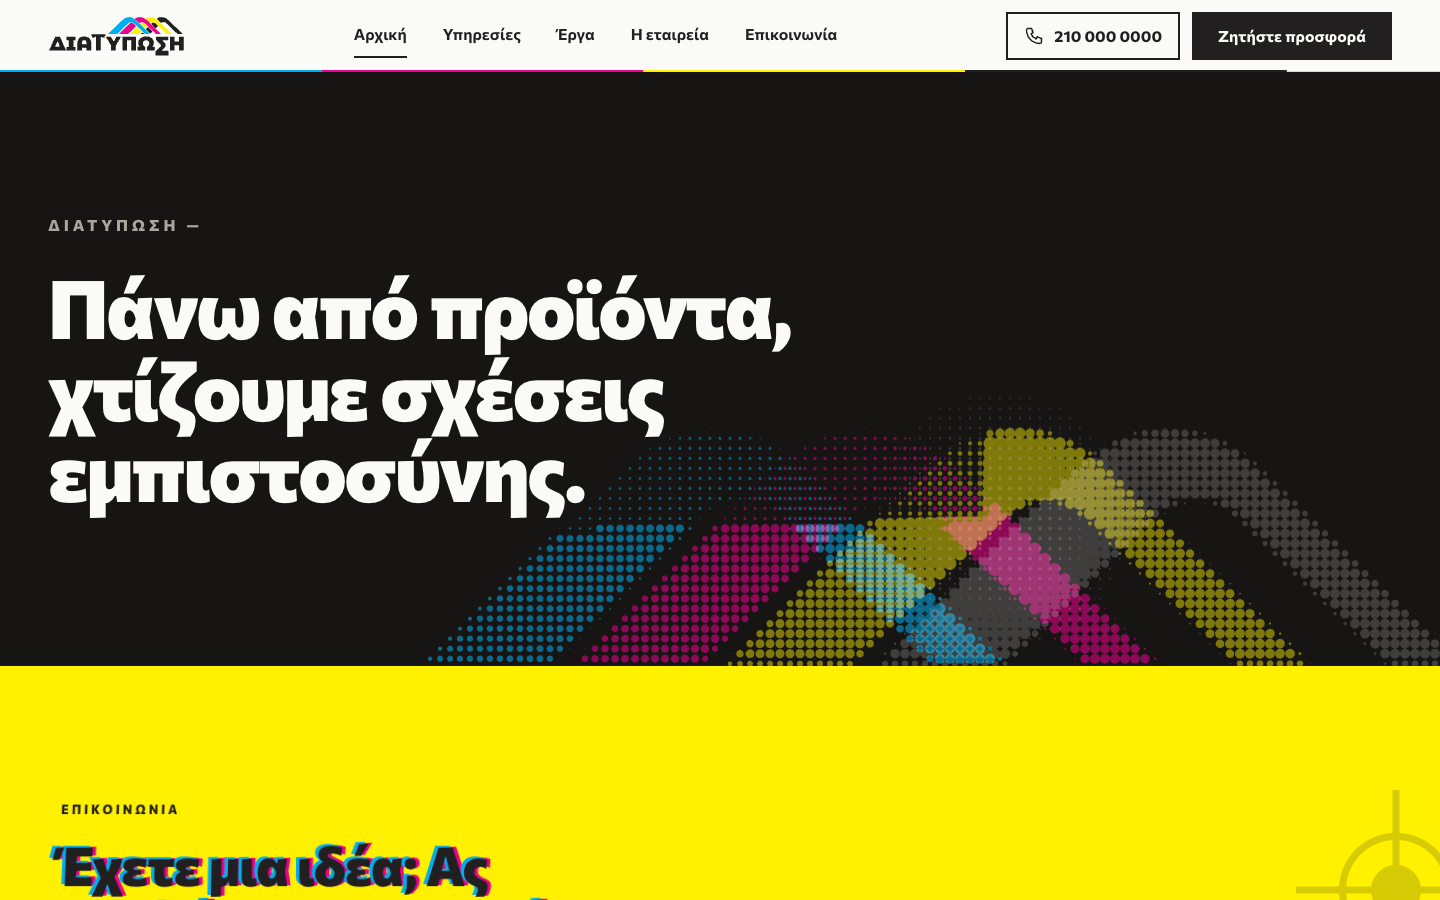 ΔΙΑΤΥΠΩΣΗ
Αρχική
Υπηρεσίες
Έργα
Η εταιρεία
Επικοινωνία
210 000 0000
Ζητήστε προσφορά
ΔΙΑΤΥΠΩΣΗ —
Πάνω από προϊόντα,
χτίζουμε σχέσεις
εμπιστοσύνης.
ΕΠΙΚΟΙΝΩΝΙΑ
Έχετε μια ιδέα; Ας